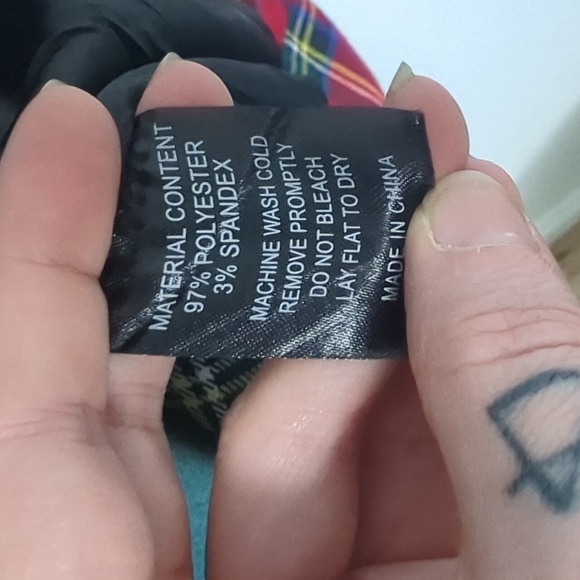 MATERIAL CONTENT
97% POLYESTER
3% SPANDEX
MACHINE WASH COLD
REMOVE PROMPTLY
DO NOT BLEACH
LAY FLAT TO DRY
MADE IN CHINA